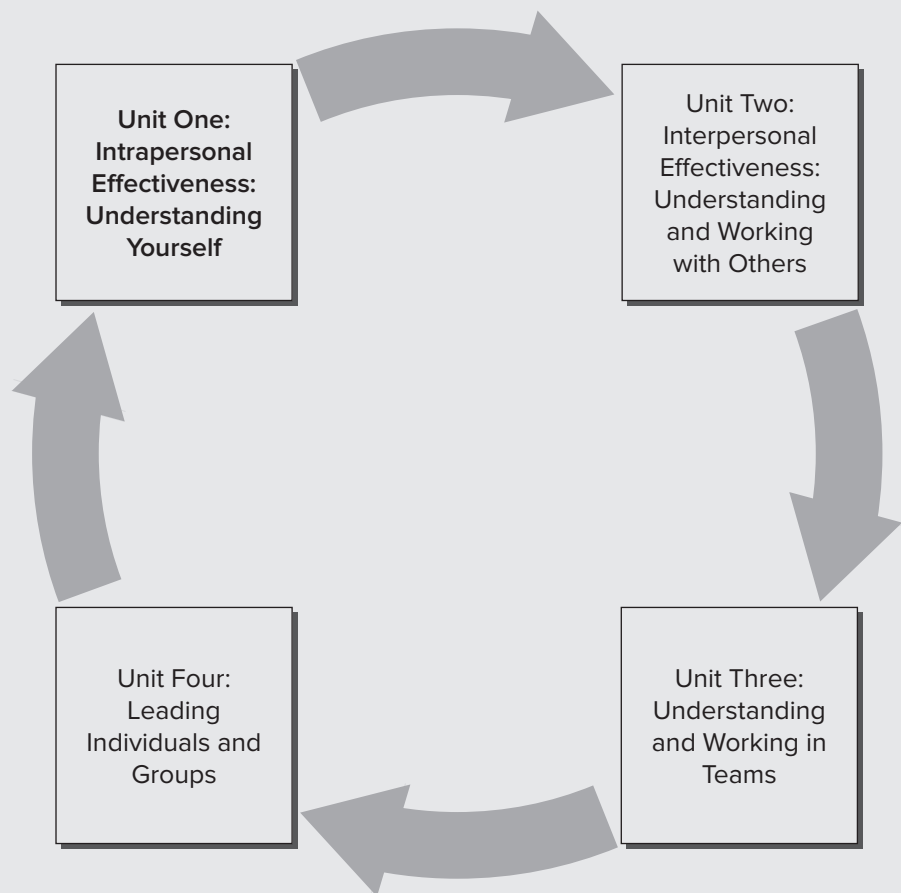 Unit One:
Intrapersonal
Effectiveness:
Understanding
Yourself
Unit Two:
Interpersonal
Effectiveness:
Understanding
and Working
with Others
Unit Three:
Understanding
and Working in
Teams
Unit Four:
Leading
Individuals and
Groups